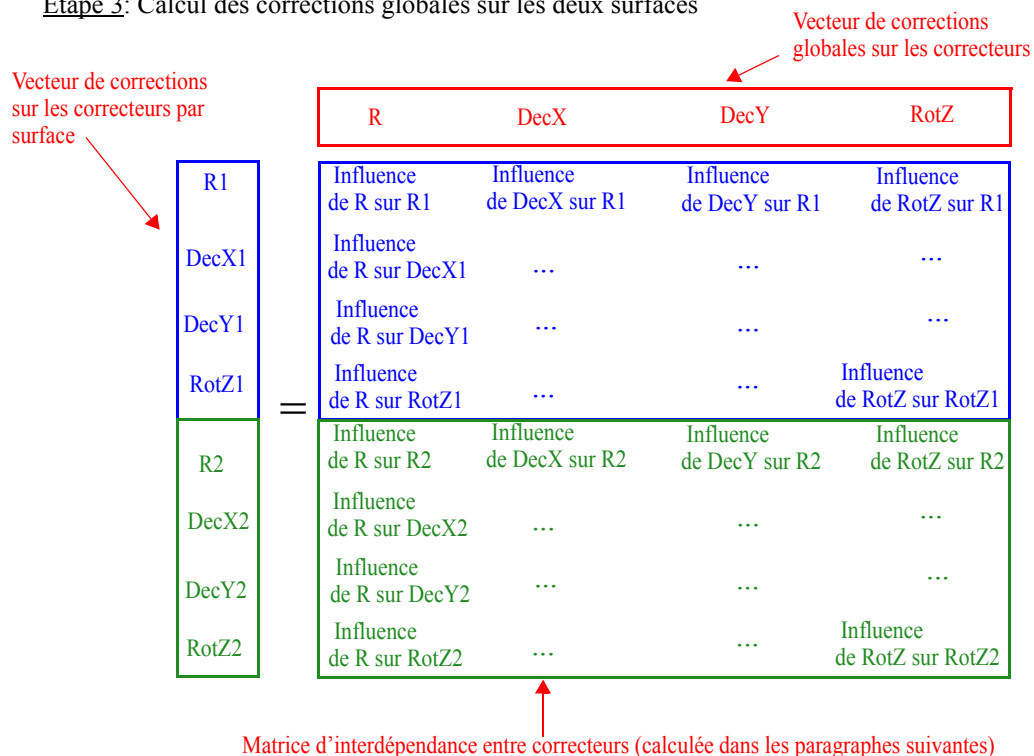 Etape 3: Calcul des corrections globales sur les deux surfaces
Vecteur de corrections
globales sur les correcteurs
Vecteur de corrections
sur les correcteurs par
surface
R DecX DecY RotZ
R1
DecX1
DecY1
RotZ1
=
R2
DecX2
DecY2
RotZ2
Influence Influence Influence Influence
de R sur R1 de DecX sur R1 de DecY sur R1 de RotZ sur R1
Influence
de R sur DecX1 ... ... ...
Influence
de R sur DecY1 ... ... ...
Influence Influence
de R sur RotZ1 ... ... de RotZ sur RotZ1
Influence Influence Influence Influence
de R sur R2 de DecX sur R2 de DecY sur R2 de RotZ sur R2
Influence
de R sur DecX2 ... ... ...
Influence
de R sur DecY2 ... ... ...
Influence Influence
de R sur RotZ2 ... ... de RotZ sur RotZ2
Matrice d’interdépendance entre correcteurs (calculée dans les paragraphes suivantes)